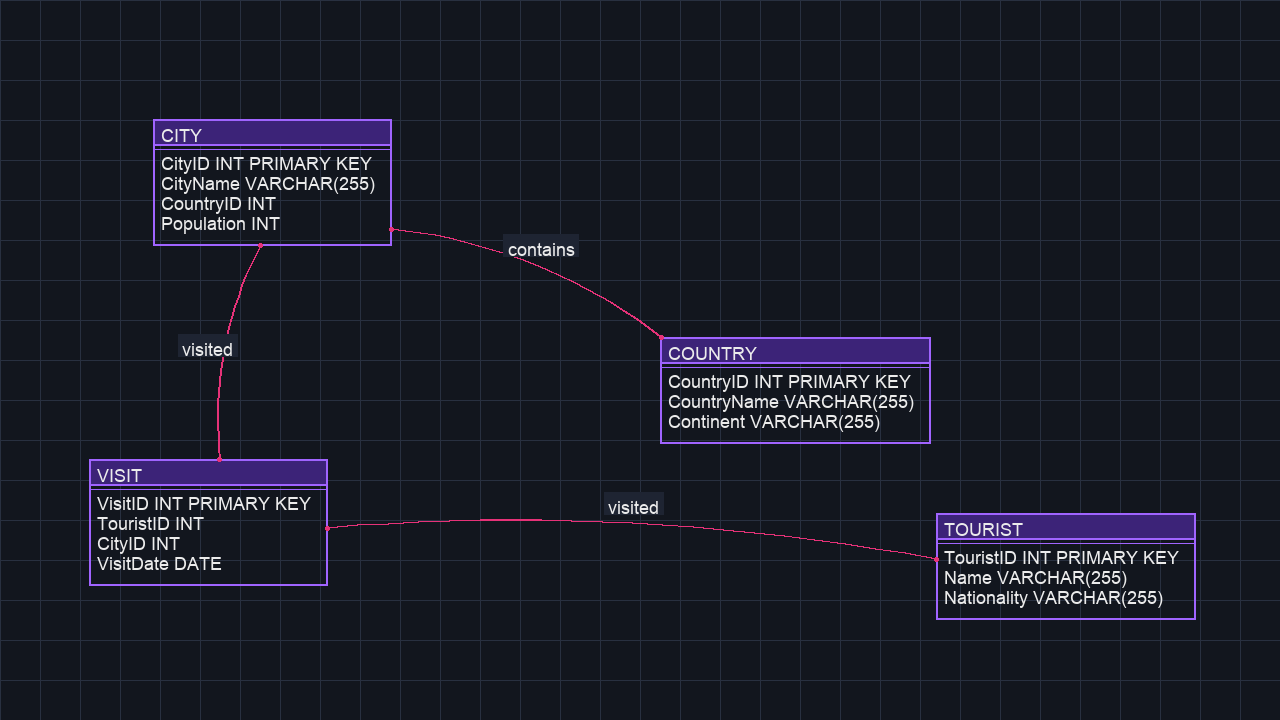 CITY
CityID INT PRIMARY KEY
CityName VARCHAR(255)
CountryID INT
Population INT
contains
visited
COUNTRY
CountryID INT PRIMARY KEY
CountryName VARCHAR(255)
Continent VARCHAR(255)
VISIT
VisitID INT PRIMARY KEY
TouristID INT
CityID INT
VisitDate DATE
visited
TOURIST
TouristID INT PRIMARY KEY
Name VARCHAR(255)
Nationality VARCHAR(255)